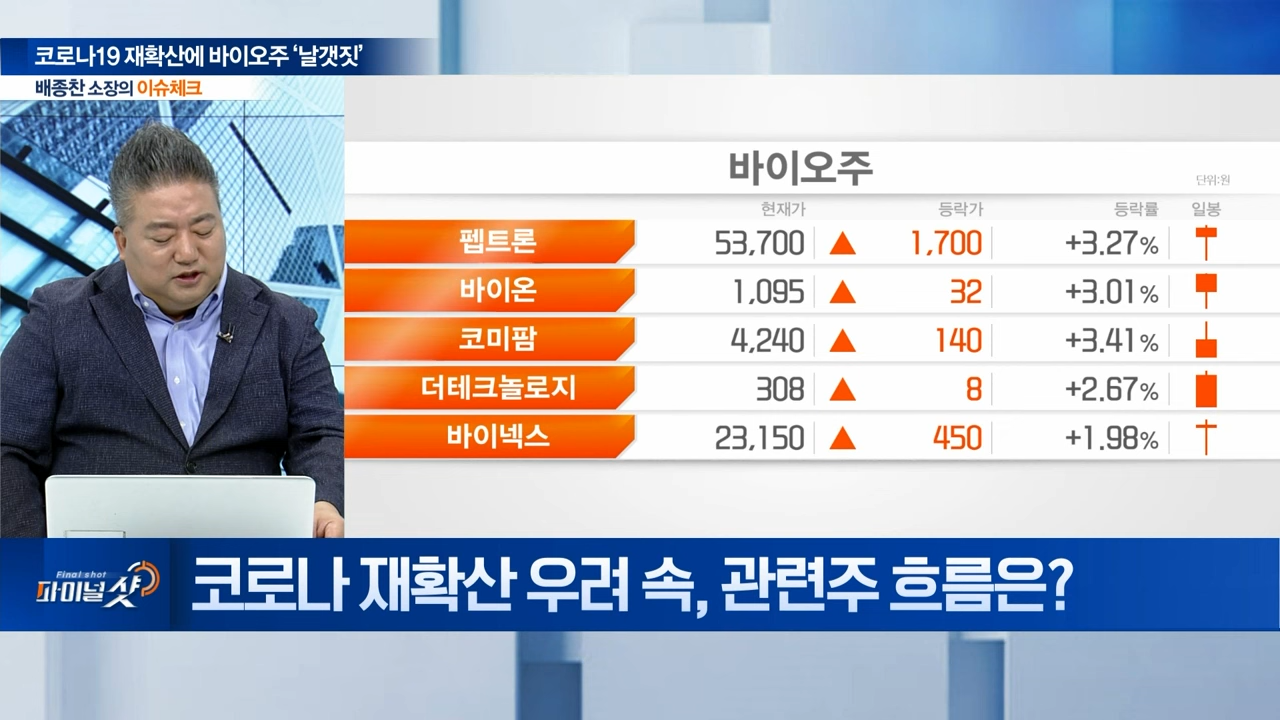 코로나19 재확산에 바이오주 ‘날갯짓’
배종찬 소장의 이슈체크
바이오주
단위:원
현재가 등락가 등락률 일봉
펩트론 53,700 ▲ 1,700 +3.27%
바이온 1,095 ▲ 32 +3.01%
코미팜 4,240 ▲ 140 +3.41%
더테크놀로지 308 ▲ 8 +2.67%
바이넥스 23,150 ▲ 450 +1.98%
Final shot
파이널샷
코로나 재확산 우려 속, 관련주 흐름은?